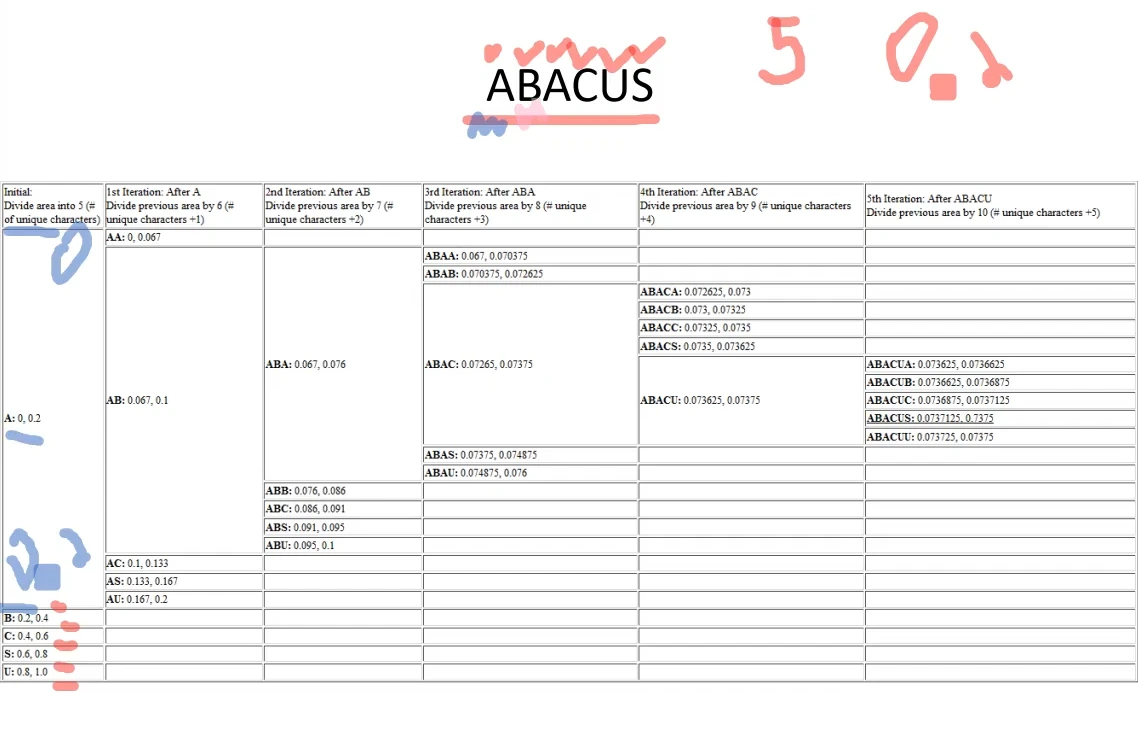 5 0.2
ABACUS
Initial:
Divide area into 5 (#
of unique characters)
1st Iteration: After A
Divide previous area by 6 (#
unique characters +1)
2nd Iteration: After AB
Divide previous area by 7 (#
unique characters +2)
3rd Iteration: After ABA
Divide previous area by 8 (# unique
characters +3)
4th Iteration: After ABAC
Divide previous area by 9 (# unique characters
+4)
5th Iteration: After ABACU
Divide previous area by 10 (# unique characters +5)
AA: 0, 0.067
ABAA: 0.067, 0.070375
ABAB: 0.070375, 0.072625
ABACA: 0.072625, 0.073
ABACB: 0.073, 0.07325
ABACC: 0.07325, 0.0735
ABACS: 0.0735, 0.073625
ABA: 0.067, 0.076
ABAC: 0.07265, 0.07375
ABACUA: 0.073625, 0.0736625
ABACUB: 0.0736625, 0.0736875
AB: 0.067, 0.1
ABACU: 0.073625, 0.07375
ABACUC: 0.0736875, 0.0737125
A: 0, 0.2
ABACUS: 0.0737125, 0.7375
ABACUU: 0.073725, 0.07375
ABAS: 0.07375, 0.074875
ABAU: 0.074875, 0.076
ABB: 0.076, 0.086
ABC: 0.086, 0.091
ABS: 0.091, 0.095
ABU: 0.095, 0.1
AC: 0.1, 0.133
AS: 0.133, 0.167
AU: 0.167, 0.2
B: 0.2, 0.4
C: 0.4, 0.6
S: 0.6, 0.8
U: 0.8, 1.0